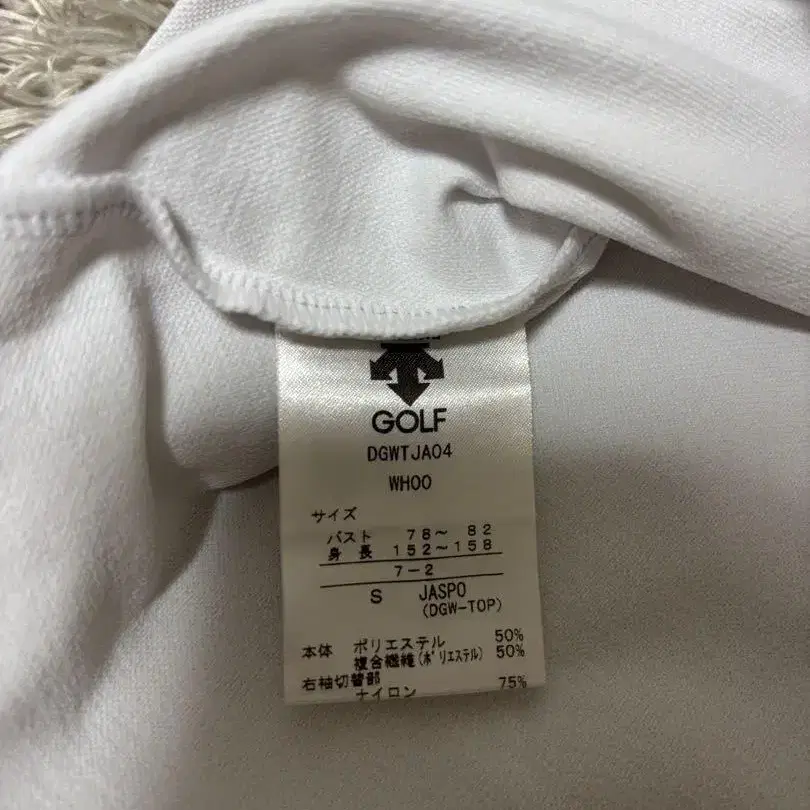 GOLF
DGWTJA04
WH00
サイズ
バスト 78〜 82
身 長 152〜158
7-2
S JASPO
(DGW-TOP)
本体 ポリエステル 50%
複合繊維(ポリエステル) 50%
右袖切替部
ナイロン 75%